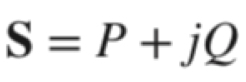 S = P + jQ